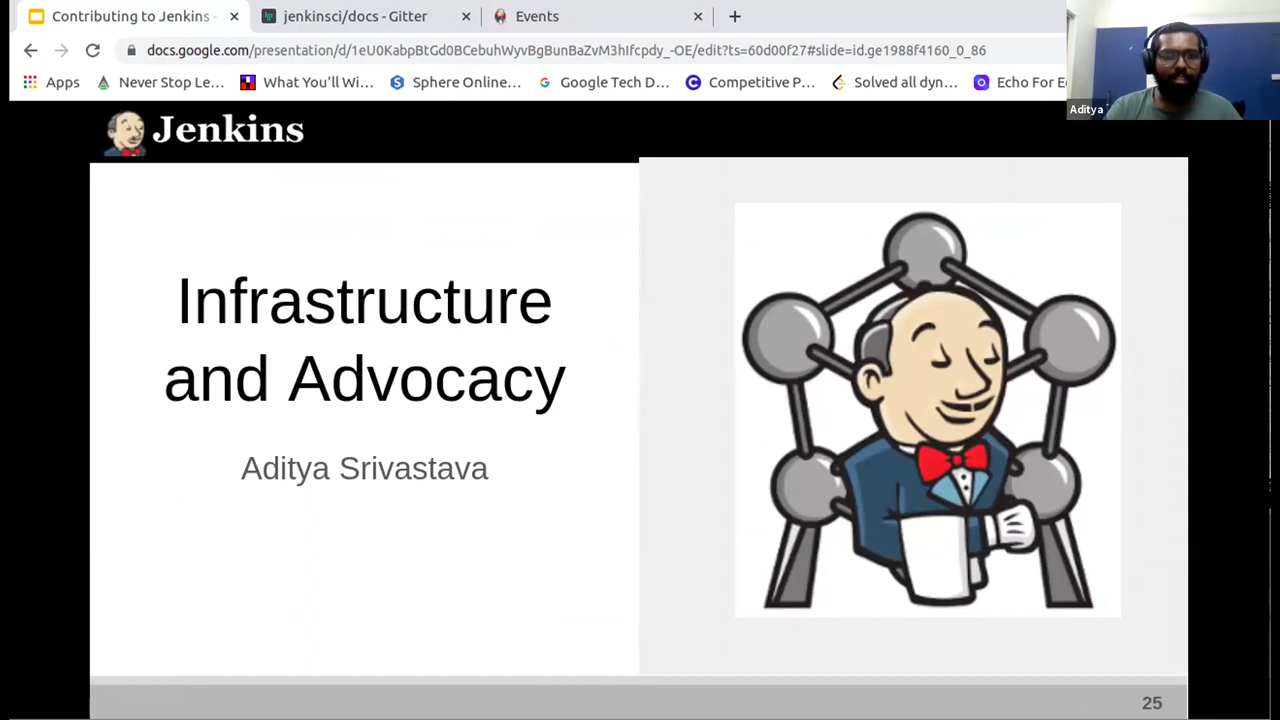 Contributing to Jenkins -
jenkinsci/docs - Gitter
Events
docs.google.com/presentation/d/1eU0KabpBtGd0BCebuhWyvBgBunBaZvM3hIfcpdy_-OE/edit?ts=60d00f27#slide=id.ge1988f4160_0_86
Apps
Never Stop Le...
What You'll Wi...
Sphere Online...
Google Tech D...
Competitive P...
Solved all dyn...
Echo For E
Aditya
Jenkins
Infrastructure
and Advocacy
Aditya Srivastava
25